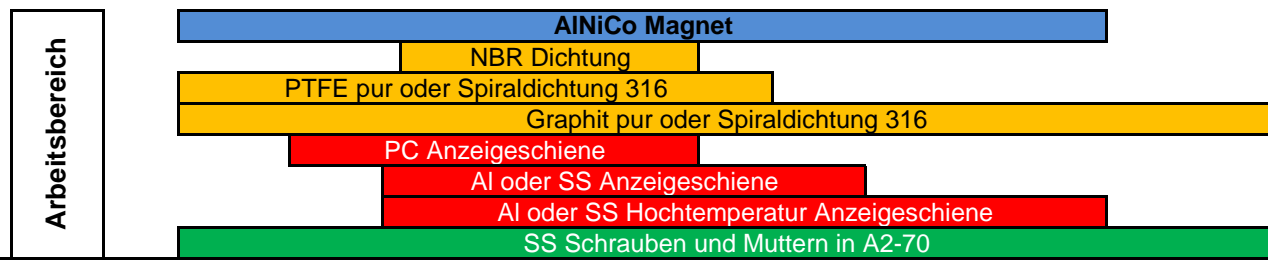 Arbeitsbereich
AlNiCo Magnet
NBR Dichtung
PTFE pur oder Spiraldichtung 316
Graphit pur oder Spiraldichtung 316
PC Anzeigeschiene
Al oder SS Anzeigeschiene
Al oder SS Hochtemperatur Anzeigeschiene
SS Schrauben und Muttern in A2-70